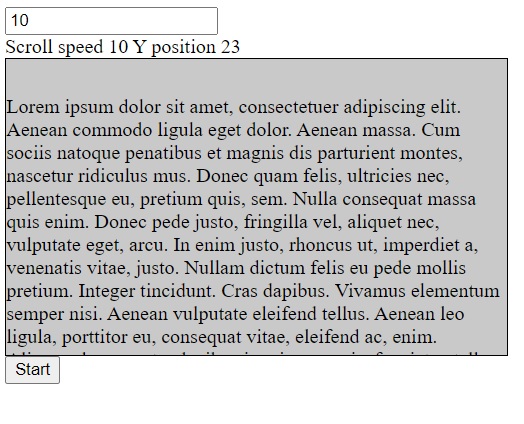 10
Scroll speed 10 Y position 23
Lorem ipsum dolor sit amet, consectetuer adipiscing elit.
Aenean commodo ligula eget dolor. Aenean massa. Cum
sociis natoque penatibus et magnis dis parturient montes,
nascetur ridiculus mus. Donec quam felis, ultricies nec,
pellentesque eu, pretium quis, sem. Nulla consequat massa
quis enim. Donec pede justo, fringilla vel, aliquet nec,
vulputate eget, arcu. In enim justo, rhoncus ut, imperdiet a,
venenatis vitae, justo. Nullam dictum felis eu pede mollis
pretium. Integer tincidunt. Cras dapibus. Vivamus elementum
semper nisi. Aenean vulputate eleifend tellus. Aenean leo
ligula, porttitor eu, consequat vitae, eleifend ac, enim.
Start